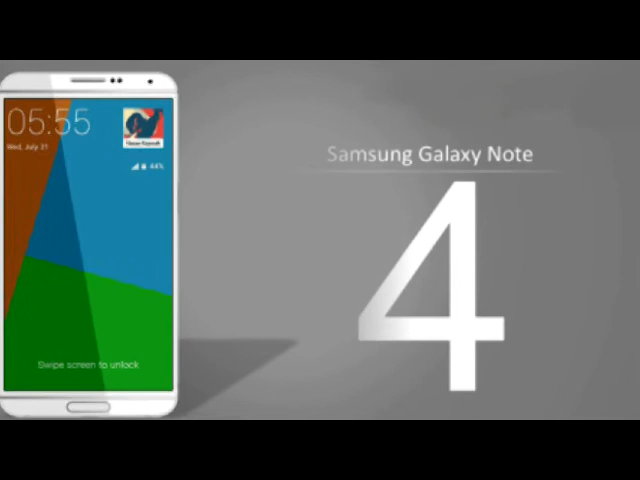 05:55
Wed, July 31
44%
Swipe screen to unlock
Samsung Galaxy Note
4